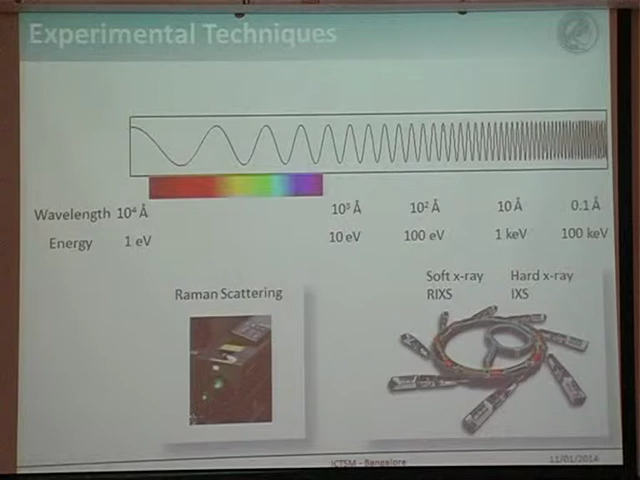 Experimental Techniques
Wavelength 10⁴ Å 10³ Å 10² Å 10 Å 0.1 Å
Energy 1 eV 10 eV 100 eV 1 keV 100 keV
Raman Scattering
Soft x-ray
RIXS
Hard x-ray
IXS
ICTSM - Bangalore
11/01/2014